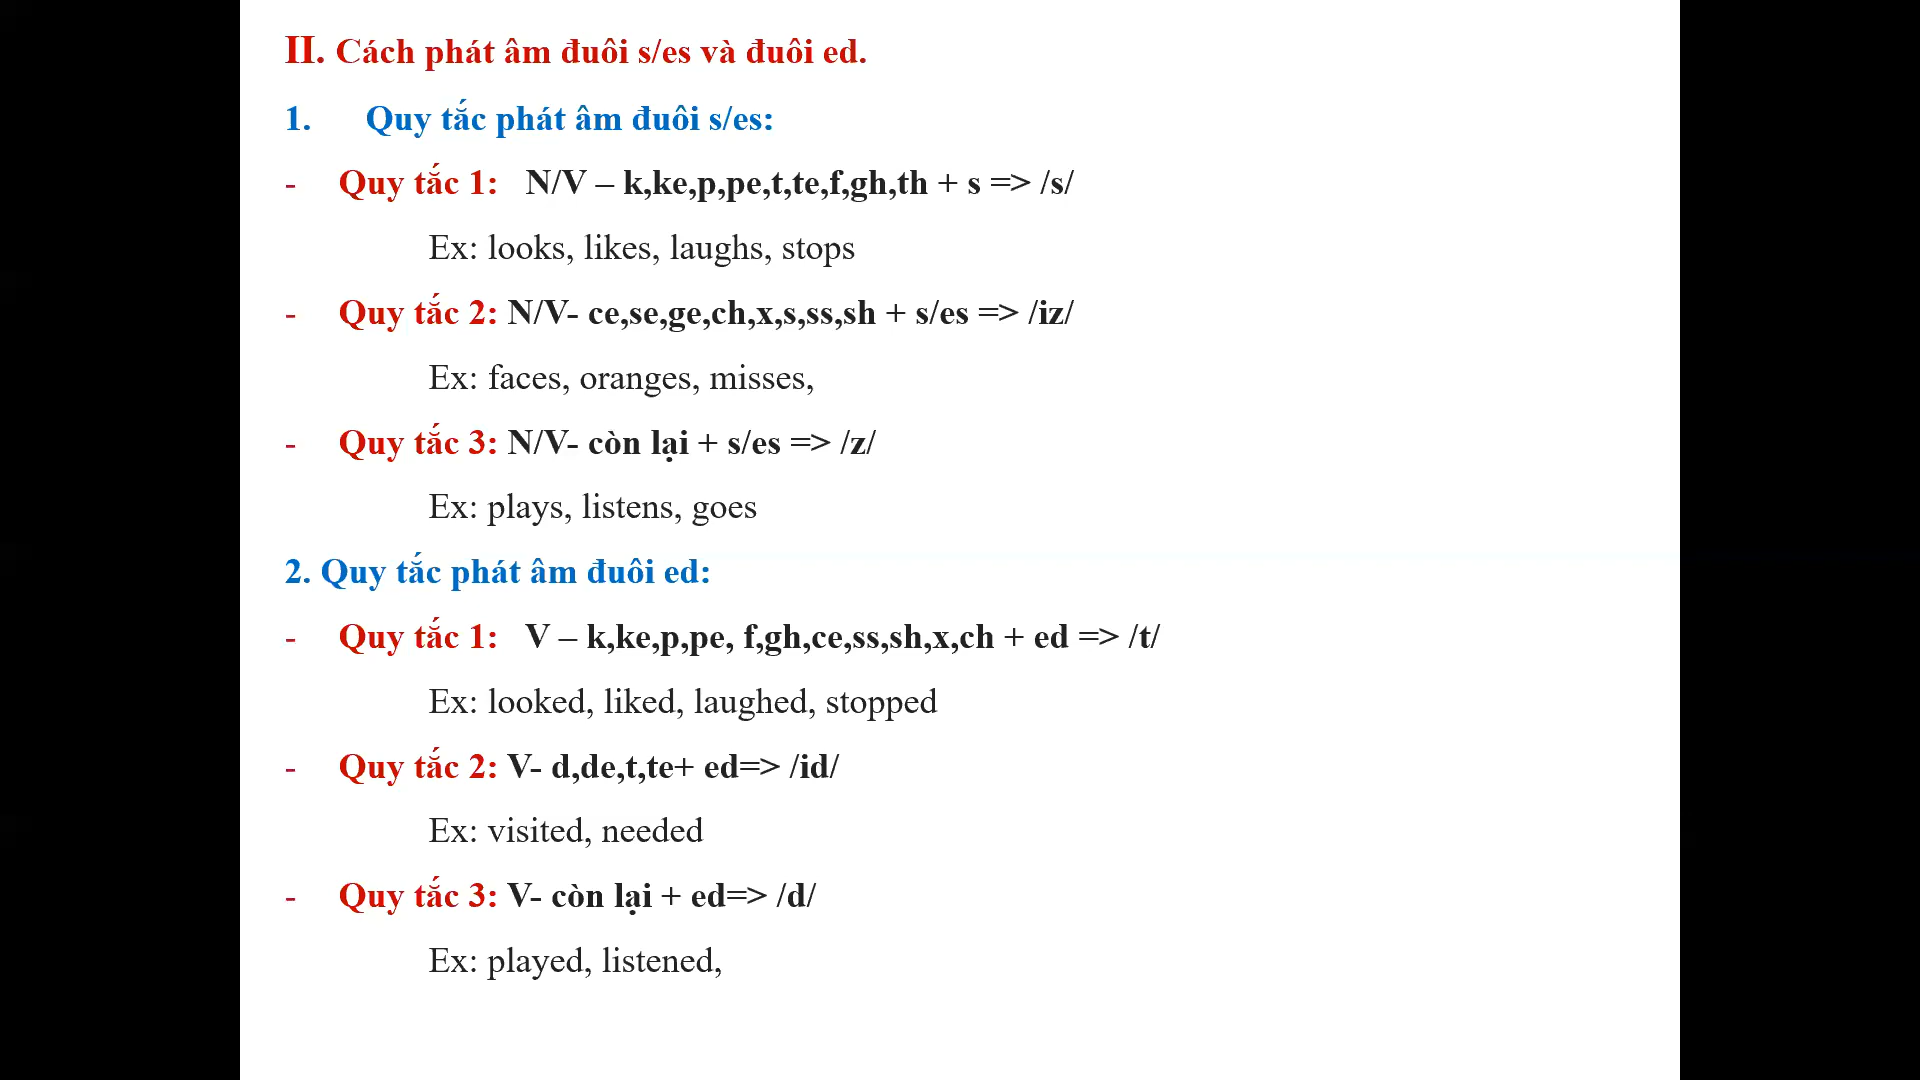 II. Cách phát âm đuôi s/es và đuôi ed.
1. Quy tắc phát âm đuôi s/es:
- Quy tắc 1: N/V – k,ke,p,pe,t,te,f,gh,th + s => /s/
Ex: looks, likes, laughs, stops
- Quy tắc 2: N/V- ce,se,ge,ch,x,s,ss,sh + s/es => /iz/
Ex: faces, oranges, misses,
- Quy tắc 3: N/V- còn lại + s/es => /z/
Ex: plays, listens, goes
2. Quy tắc phát âm đuôi ed:
- Quy tắc 1: V – k,ke,p,pe, f,gh,ce,ss,sh,x,ch + ed => /t/
Ex: looked, liked, laughed, stopped
- Quy tắc 2: V- d,de,t,te+ ed=> /id/
Ex: visited, needed
- Quy tắc 3: V- còn lại + ed=> /d/
Ex: played, listened,